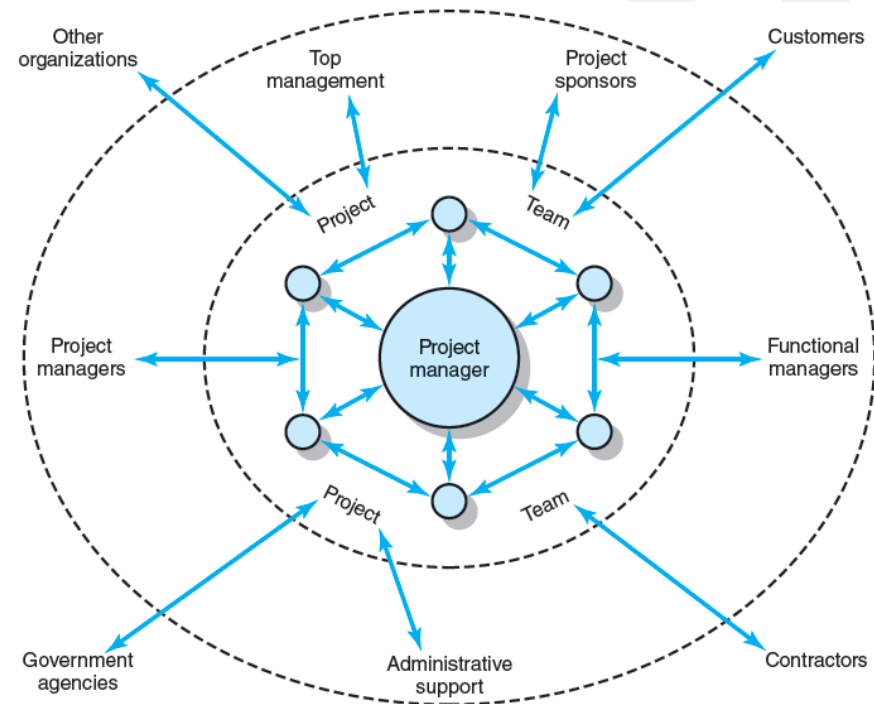 Other
organizations
Top
management
Project
sponsors
Customers
Project
Team
Project
managers
Project
manager
Functional
managers
Project
Team
Government
agencies
Administrative
support
Contractors